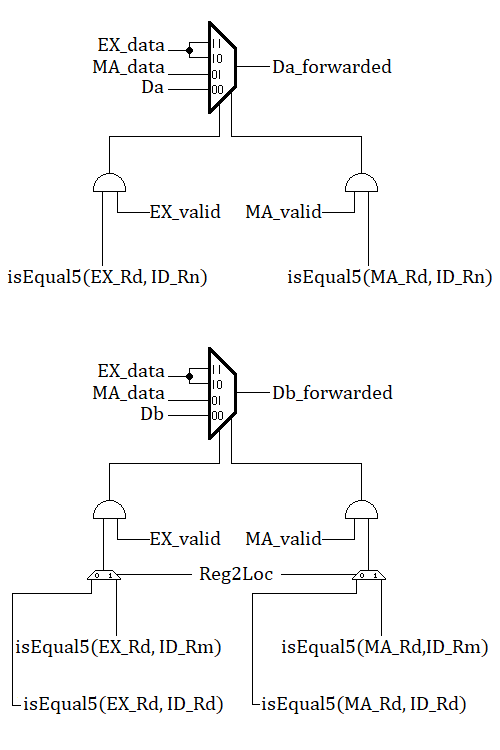 EX_data
11
10
MA_data
01
Da_forwarded
Da
00
EX_valid
MA_valid
isEqual5(EX_Rd, ID_Rn)
isEqual5(MA_Rd, ID_Rn)
EX_data
11
10
MA_data
01
Db_forwarded
Db
00
EX_valid
MA_valid
0 1
Reg2Loc
0 1
isEqual5(EX_Rd, ID_Rm)
isEqual5(MA_Rd,ID_Rm)
isEqual5(EX_Rd, ID_Rd)
isEqual5(MA_Rd, ID_Rd)